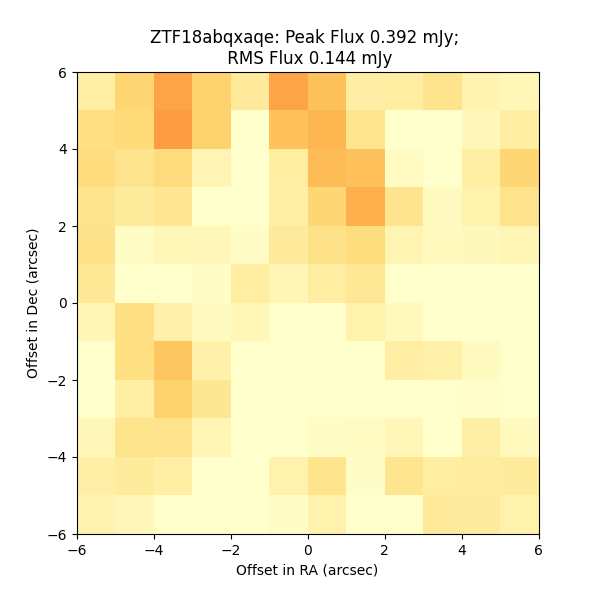 ZTF18abqxaqe: Peak Flux 0.392 mJy;
RMS Flux 0.144 mJy
6
4
2
0
−2
−4
−6
Offset in Dec (arcsec)
−6 −4 −2 0 2 4 6
Offset in RA (arcsec)